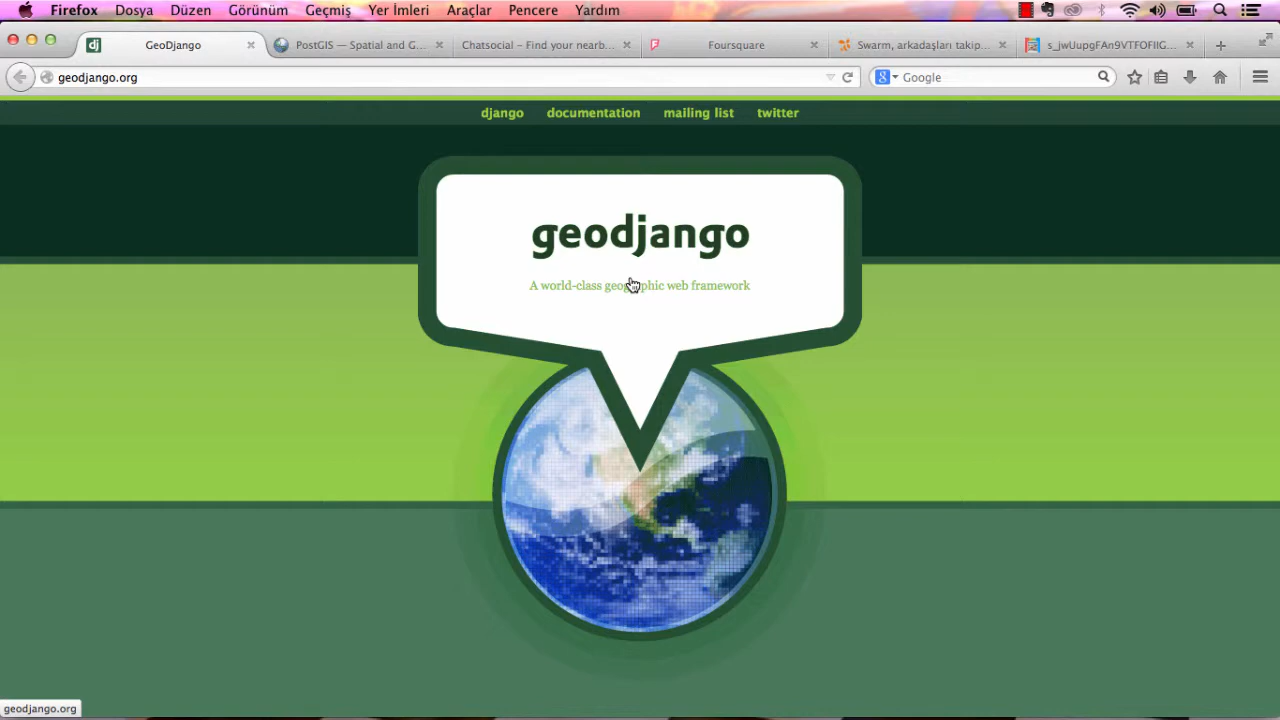 Firefox Dosya Düzen Görünüm Geçmiş Yer İmleri Araçlar Pencere Yardım
GeoDjango PostGIS — Spatial and G... Chatsocial – Find your nearb... Foursquare Swarm, arkadaşları takip... s_jwUupgFAn9VTFOFIIG...
geodjango.org Google
django documentation mailing list twitter
geodjango
A world-class geographic web framework
geodjango.org